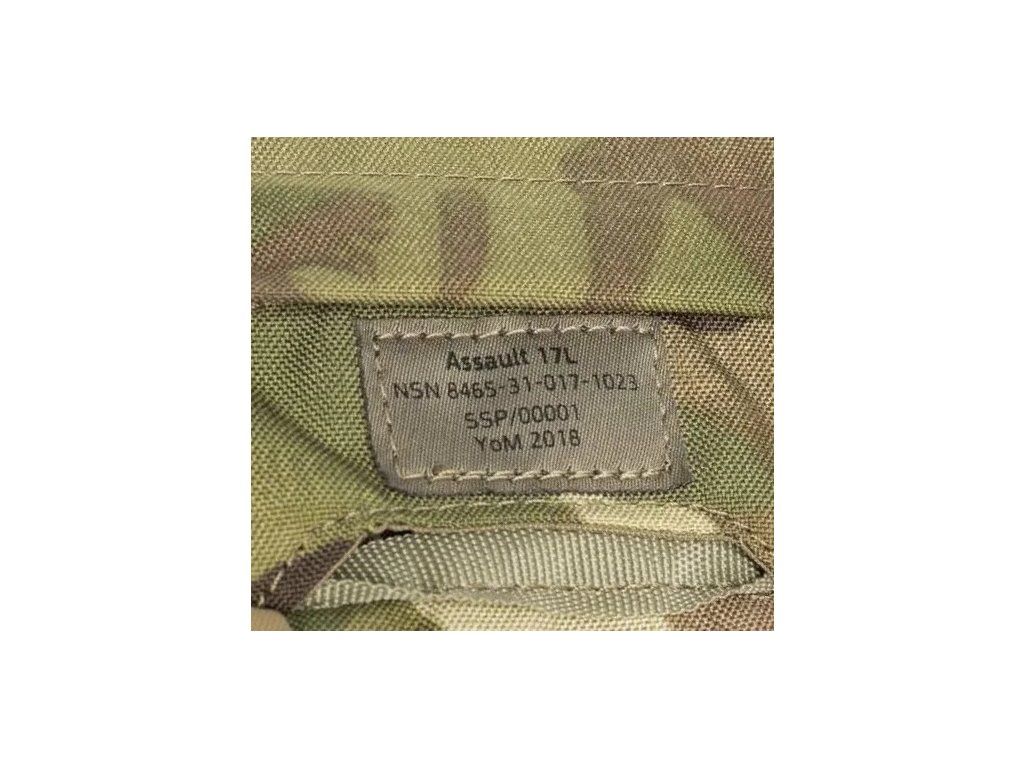 Assault 17L
NSN 8465-31-017-1023
SSP/00001
YoM 2018